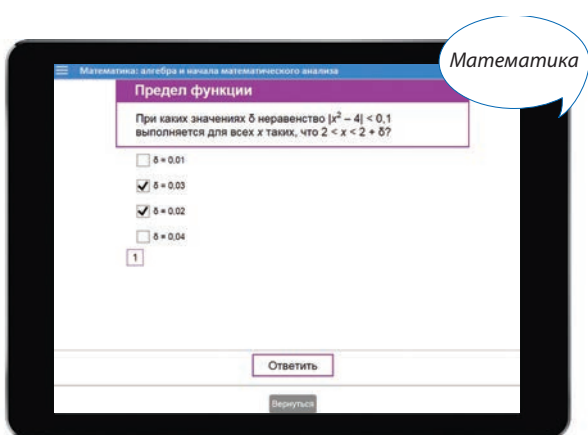 Математика
Математика: алгебра и начала математического анализа
Предел функции
При каких значениях δ неравенство |x² – 4| < 0,1
выполняется для всех x таких, что 2 < x < 2 + δ?
δ = 0,01
δ = 0,03
δ = 0,02
δ = 0,04
1
Ответить
Вернуться